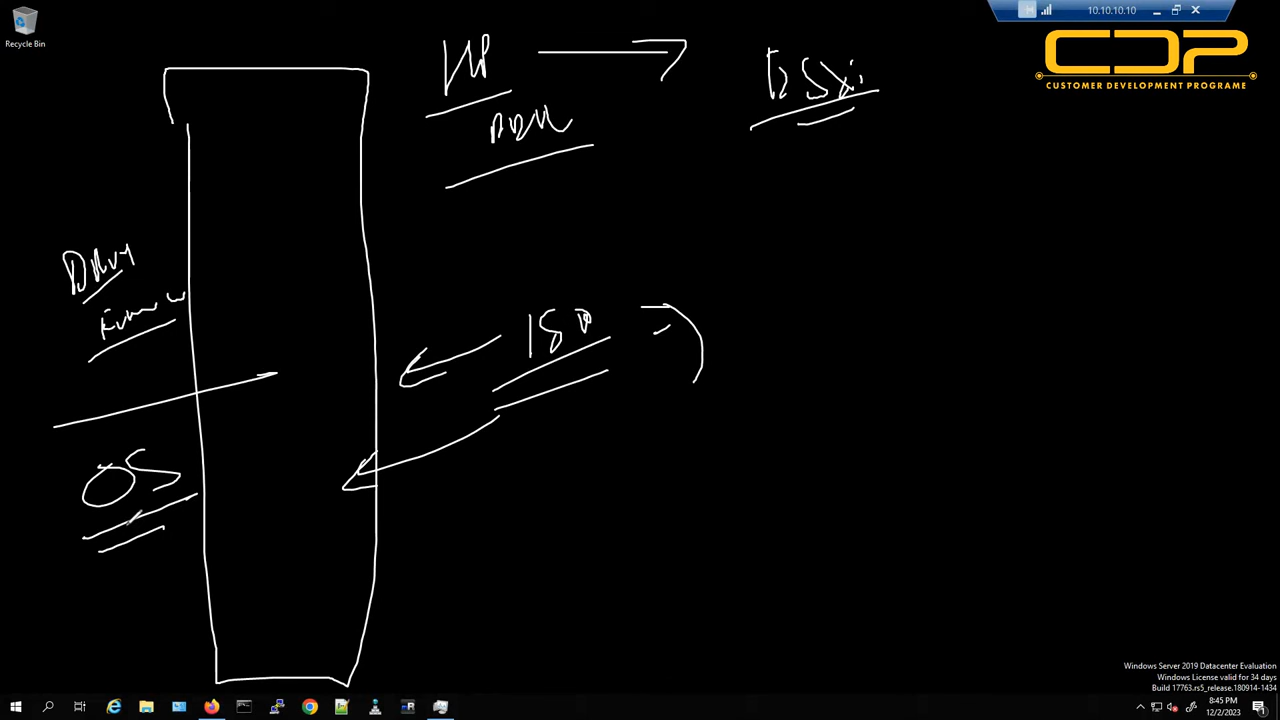 10.10.10.10
Recycle Bin
CDP
CUSTOMER DEVELOPMENT PROGRAME
HP
ESXi
ISO
OS
Windows Server 2019 Datacenter Evaluation
Windows License valid for 34 days
Build 17763.rs5_release.180914-1434
8:45 PM
12/2/2023